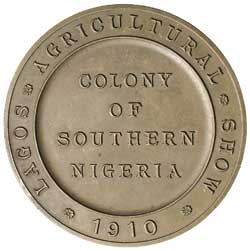 LAGOS * AGRICULTURAL * SHOW
* 1910 *
COLONY
OF
SOUTHERN
NIGERIA